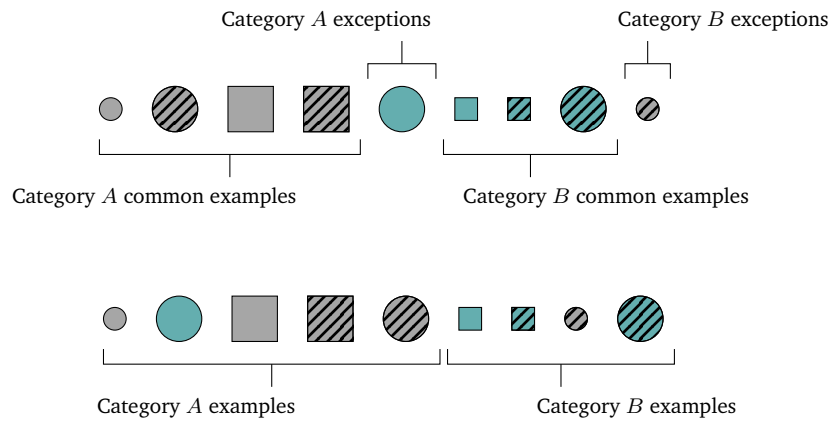 Category A exceptions
Category B exceptions
Category A common examples
Category B common examples
Category A examples
Category B examples